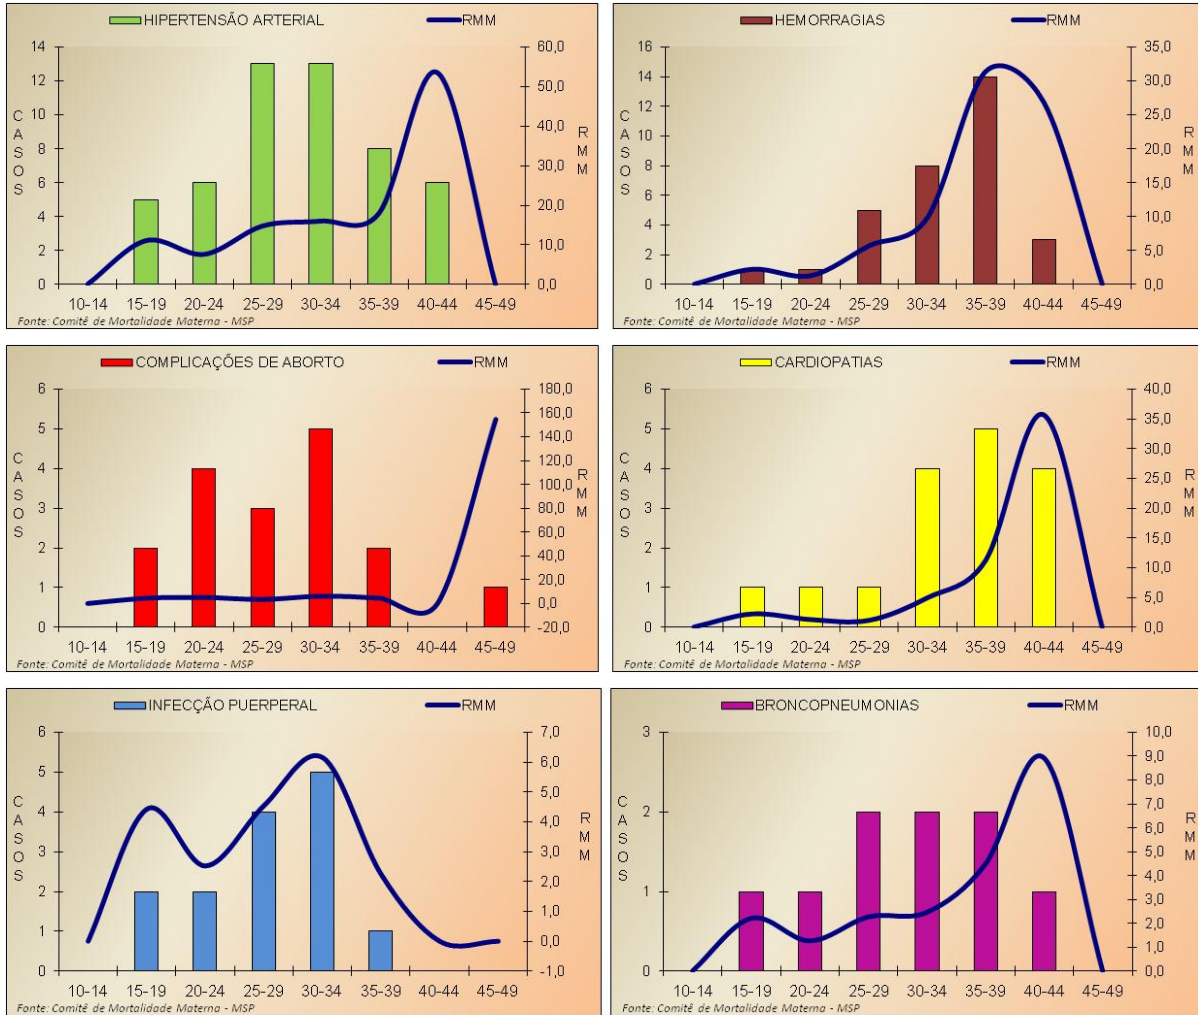 HIPERTENSÃO ARTERIAL RMM
14 60,0
12 50,0
10 40,0
8 30,0
6 20,0
4 10,0
2 0,0
0
CASOS
RMM
10-14 15-19 20-24 25-29 30-34 35-39 40-44 45-49
Fonte: Comitê de Mortalidade Materna - MSP
HEMORRAGIAS RMM
16 35,0
14 30,0
12 25,0
10 20,0
8 15,0
6 10,0
4 5,0
2 0,0
0
CASOS
RMM
10-14 15-19 20-24 25-29 30-34 35-39 40-44 45-49
Fonte: Comitê de Mortalidade Materna - MSP
COMPLICAÇÕES DE ABORTO RMM
6 180,0
5 160,0
4 140,0
3 120,0
2 100,0
1 80,0
0 60,0
40,0
20,0
0,0
-20,0
CASOS
RMM
10-14 15-19 20-24 25-29 30-34 35-39 40-44 45-49
Fonte: Comitê de Mortalidade Materna - MSP
CARDIOPATIAS RMM
6 40,0
5 35,0
4 30,0
3 25,0
2 20,0
1 15,0
0 10,0
5,0
0,0
CASOS
RMM
10-14 15-19 20-24 25-29 30-34 35-39 40-44 45-49
Fonte: Comitê de Mortalidade Materna - MSP
INFECÇÃO PUERPERAL RMM
6 7,0
5 6,0
4 5,0
3 4,0
2 3,0
1 2,0
0 1,0
0,0
-1,0
CASOS
RMM
10-14 15-19 20-24 25-29 30-34 35-39 40-44 45-49
Fonte: Comitê de Mortalidade Materna - MSP
BRONCOPNEUMONIAS RMM
3 10,0
2 9,0
1 8,0
0 7,0
6,0
5,0
4,0
3,0
2,0
1,0
0,0
CASOS
RMM
10-14 15-19 20-24 25-29 30-34 35-39 40-44 45-49
Fonte: Comitê de Mortalidade Materna - MSP